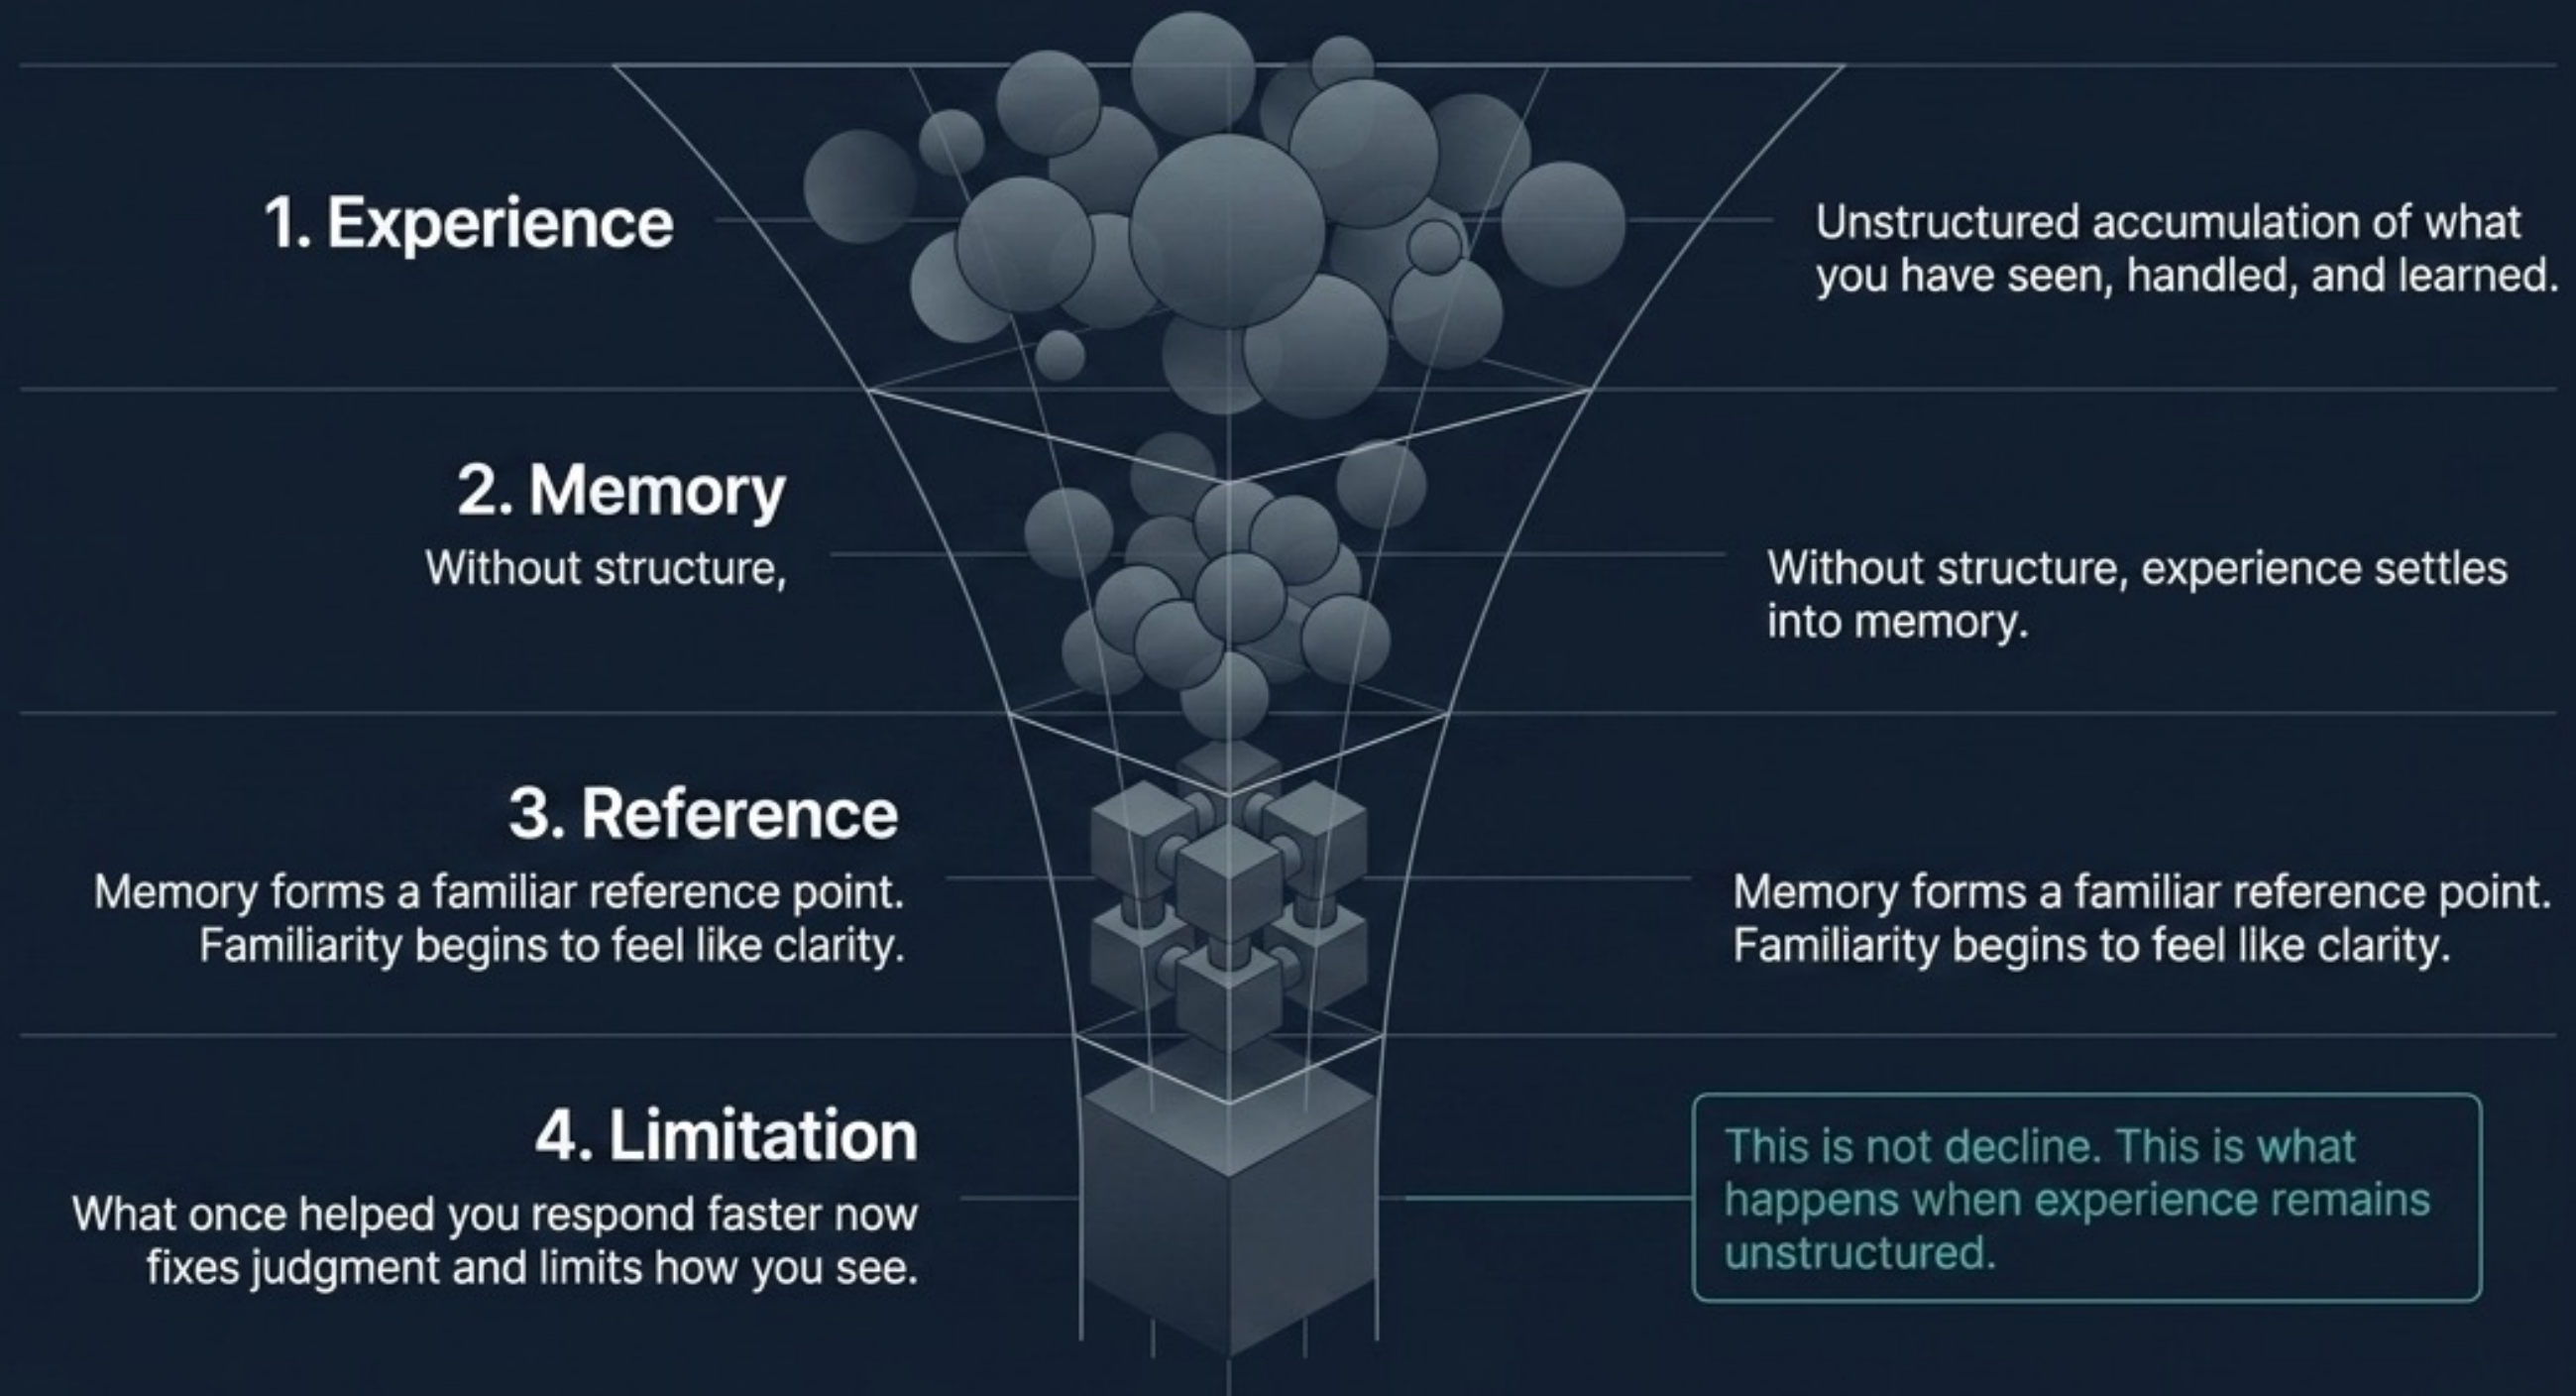 1. Experience
Unstructured accumulation of what
you have seen, handled, and learned.
2. Memory
Without structure,
Without structure, experience settles
into memory.
3. Reference
Memory forms a familiar reference point.
Familiarity begins to feel like clarity.
Memory forms a familiar reference point.
Familiarity begins to feel like clarity.
4. Limitation
What once helped you respond faster now
fixes judgment and limits how you see.
This is not decline. This is what
happens when experience remains
unstructured.